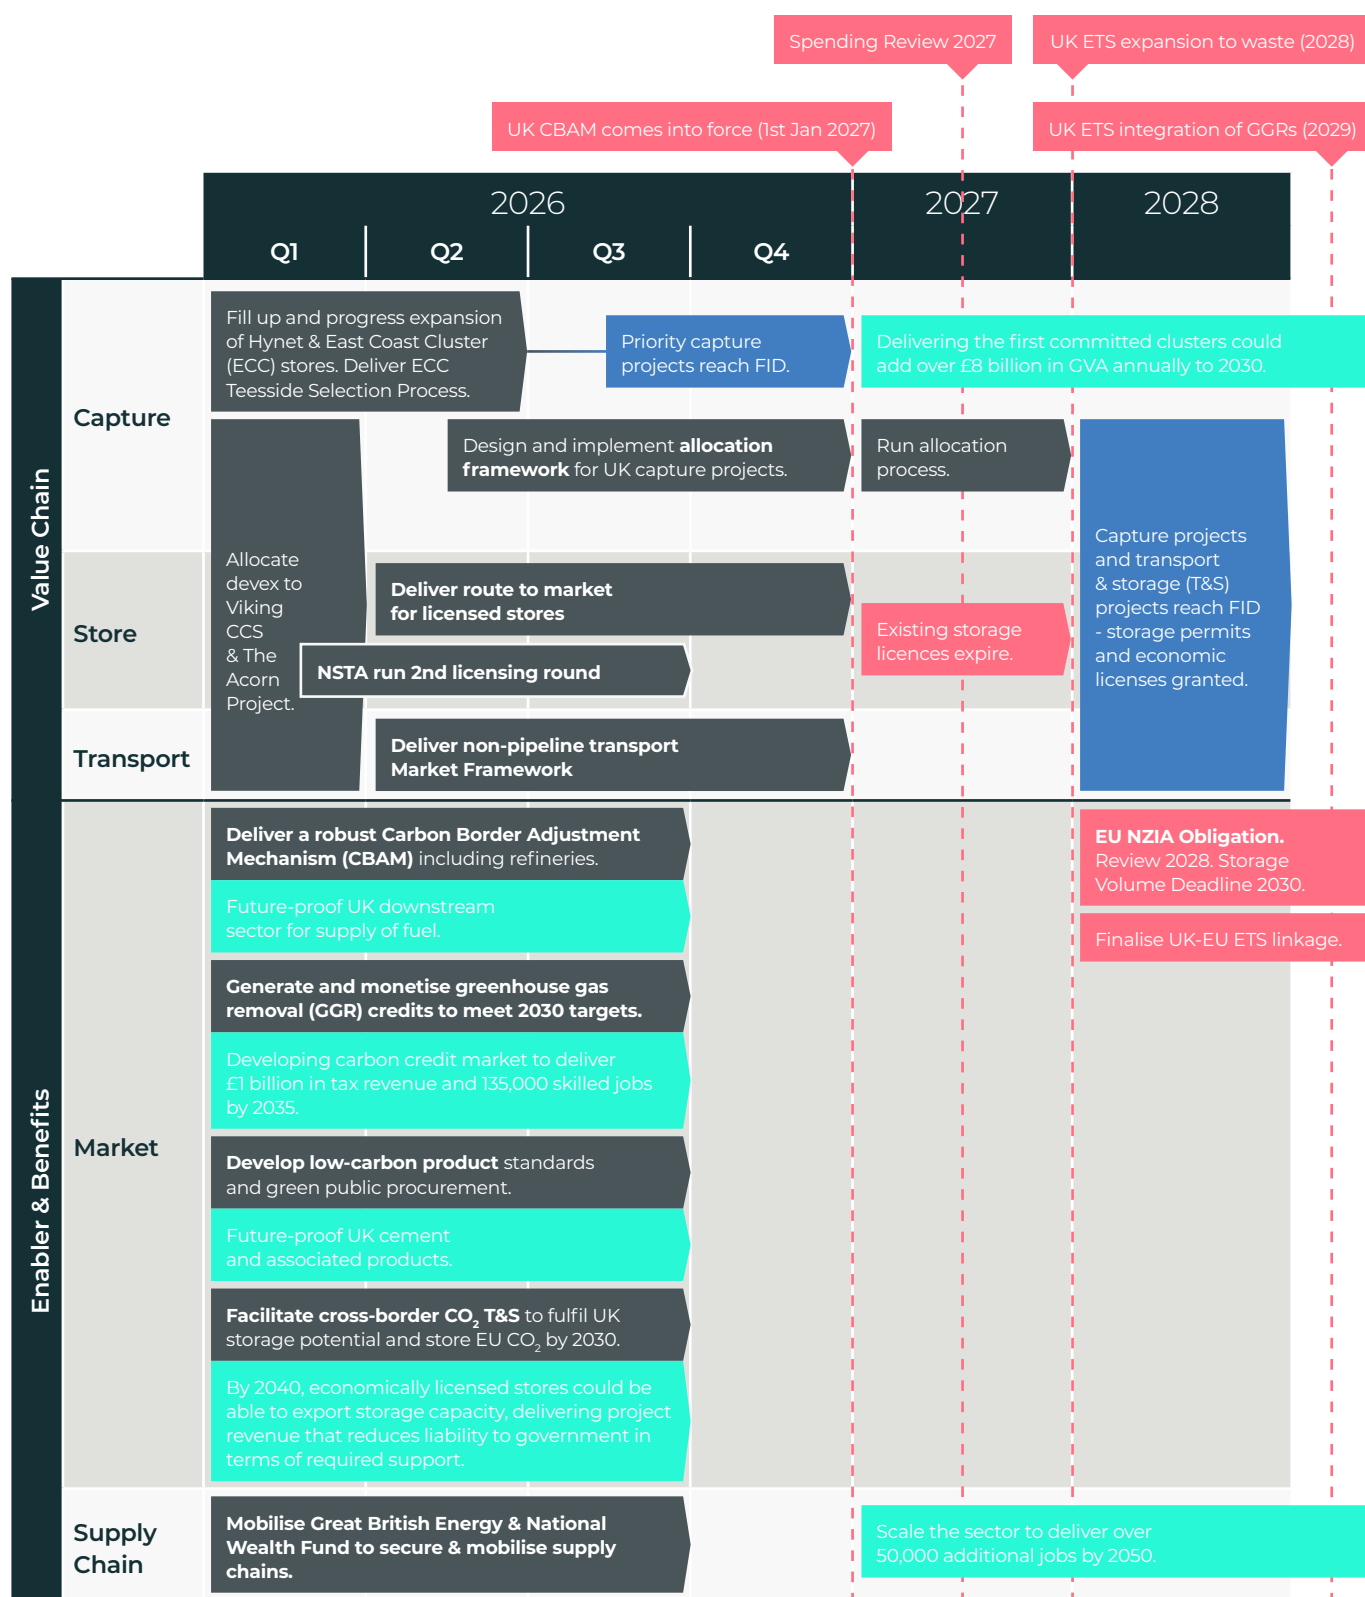 Spending Review 2027
UK ETS expansion to waste (2028)
UK CBAM comes into force (1st Jan 2027)
UK ETS integration of GGRs (2029)
2026
2027
2028
Q1
Q2
Q3
Q4
Value Chain
Capture
Fill up and progress expansion
of Hynet & East Coast Cluster
(ECC) stores. Deliver ECC
Teesside Selection Process.
Priority capture
projects reach FID.
Delivering the first committed clusters could
add over £8 billion in GVA annually to 2030.
Design and implement allocation
framework for UK capture projects.
Run allocation
process.
Allocate
devex to
Viking
CCS
& The
Acorn
Project.
Capture projects
and transport
& storage (T&S)
projects reach FID
- storage permits
and economic
licenses granted.
Store
Deliver route to market
for licensed stores
Existing storage
licences expire.
NSTA run 2nd licensing round
Transport
Deliver non-pipeline transport
Market Framework
Enabler & Benefits
Market
Deliver a robust Carbon Border Adjustment
Mechanism (CBAM) including refineries.
Future-proof UK downstream
sector for supply of fuel.
EU NZIA Obligation.
Review 2028. Storage
Volume Deadline 2030.
Finalise UK-EU ETS linkage.
Generate and monetise greenhouse gas
removal (GGR) credits to meet 2030 targets.
Developing carbon credit market to deliver
£1 billion in tax revenue and 135,000 skilled jobs
by 2035.
Develop low-carbon product standards
and green public procurement.
Future-proof UK cement
and associated products.
Facilitate cross-border CO₂ T&S to fulfil UK
storage potential and store EU CO₂ by 2030.
By 2040, economically licensed stores could be
able to export storage capacity, delivering project
revenue that reduces liability to government in
terms of required support.
Supply
Chain
Mobilise Great British Energy & National
Wealth Fund to secure & mobilise supply
chains.
Scale the sector to deliver over
50,000 additional jobs by 2050.